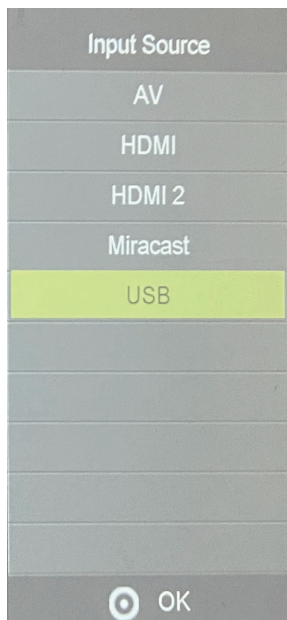 Input Source
AV
HDMI
HDMI 2
Miracast
USB
OK